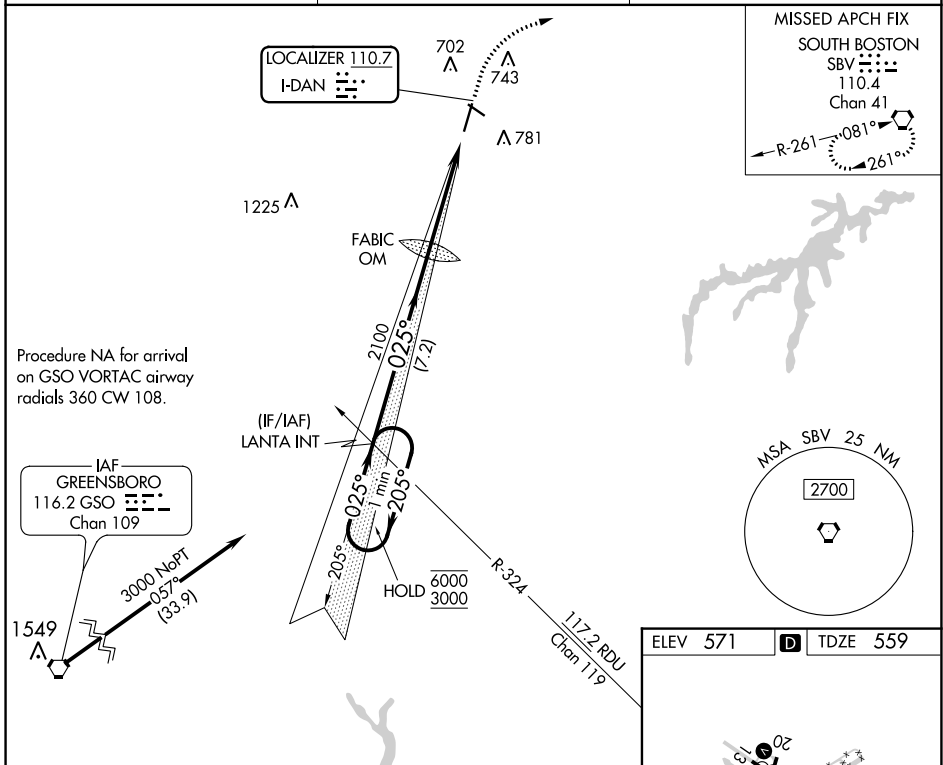 LOCALIZER 110.7
I-DAN
702
743
781
MISSED APCH FIX
SOUTH BOSTON
SBV
110.4
Chan 41
R-261
081°
261°
1225
FABIC
OM
2100
025°
(7.2)
Procedure NA for arrival
on GSO VORTAC airway
radials 360 CW 108.
(IF/IAF)
LANTA INT
IAF
GREENSBORO
116.2 GSO
Chan 109
025°
1 min
205°
205°
HOLD
6000
3000
3000 NoPT
057°
(33.9)
1549
R-324
117.2 RDU
Chan 119
MSA SBV 25 NM
2700
ELEV 571
D
TDZE 559
13
V
20